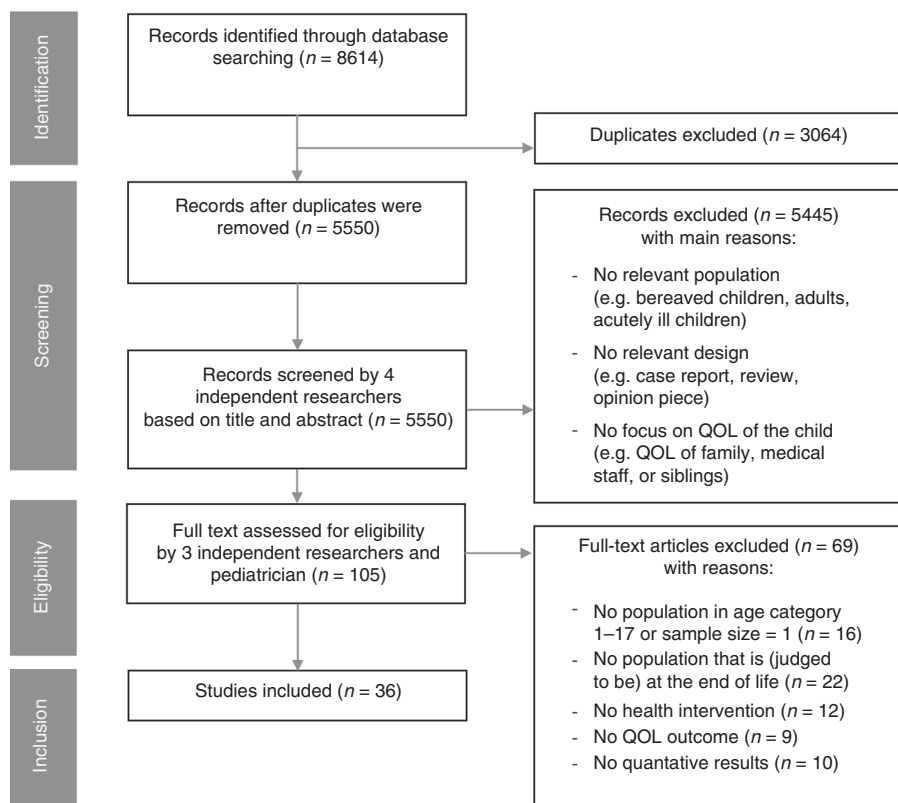 Identification
Records identified through database
searching (n = 8614)
Duplicates excluded (n = 3064)
Screening
Records after duplicates were
removed (n = 5550)
Records screened by 4
independent researchers
based on title and abstract (n = 5550)
Records excluded (n = 5445)
with main reasons:
- No relevant population
(e.g. bereaved children, adults,
acutely ill children)
- No relevant design
(e.g. case report, review,
opinion piece)
- No focus on QOL of the child
(e.g. QOL of family, medical
staff, or siblings)
Eligibility
Full text assessed for eligibility
by 3 independent researchers and
pediatrician (n = 105)
Full-text articles excluded (n = 69)
with reasons:
- No population in age category
1–17 or sample size = 1 (n = 16)
- No population that is (judged
to be) at the end of life (n = 22)
- No health intervention (n = 12)
- No QOL outcome (n = 9)
- No quantative results (n = 10)
Inclusion
Studies included (n = 36)